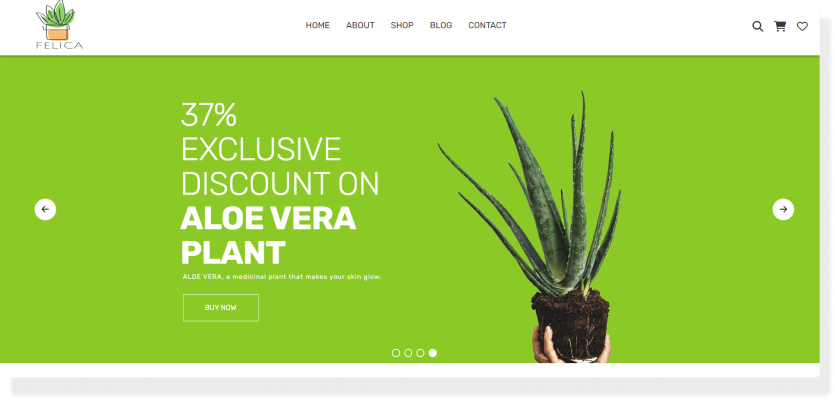 FELICA
HOME ABOUT SHOP BLOG CONTACT
37%
EXCLUSIVE
DISCOUNT ON
ALOE VERA
PLANT
ALOE VERA, a medicinal plant that makes your skin glow.
BUY NOW